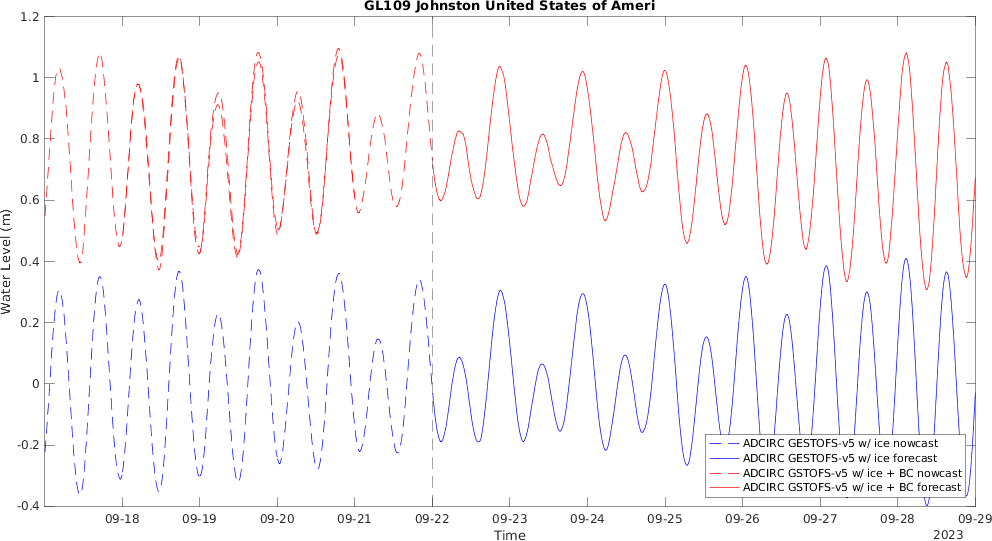 GL109 Johnston United States of Ameri
Water Level (m)
1.2
1
0.8
0.6
0.4
0.2
0
-0.2
-0.4
ADCIRC GESTOFS-v5 w/ ice nowcast
ADCIRC GESTOFS-v5 w/ ice forecast
ADCIRC GSTOFS-v5 w/ ice + BC nowcast
ADCIRC GSTOFS-v5 w/ ice + BC forecast
09-18 09-19 09-20 09-21 09-22 09-23 09-24 09-25 09-26 09-27 09-28 09-29
Time
2023